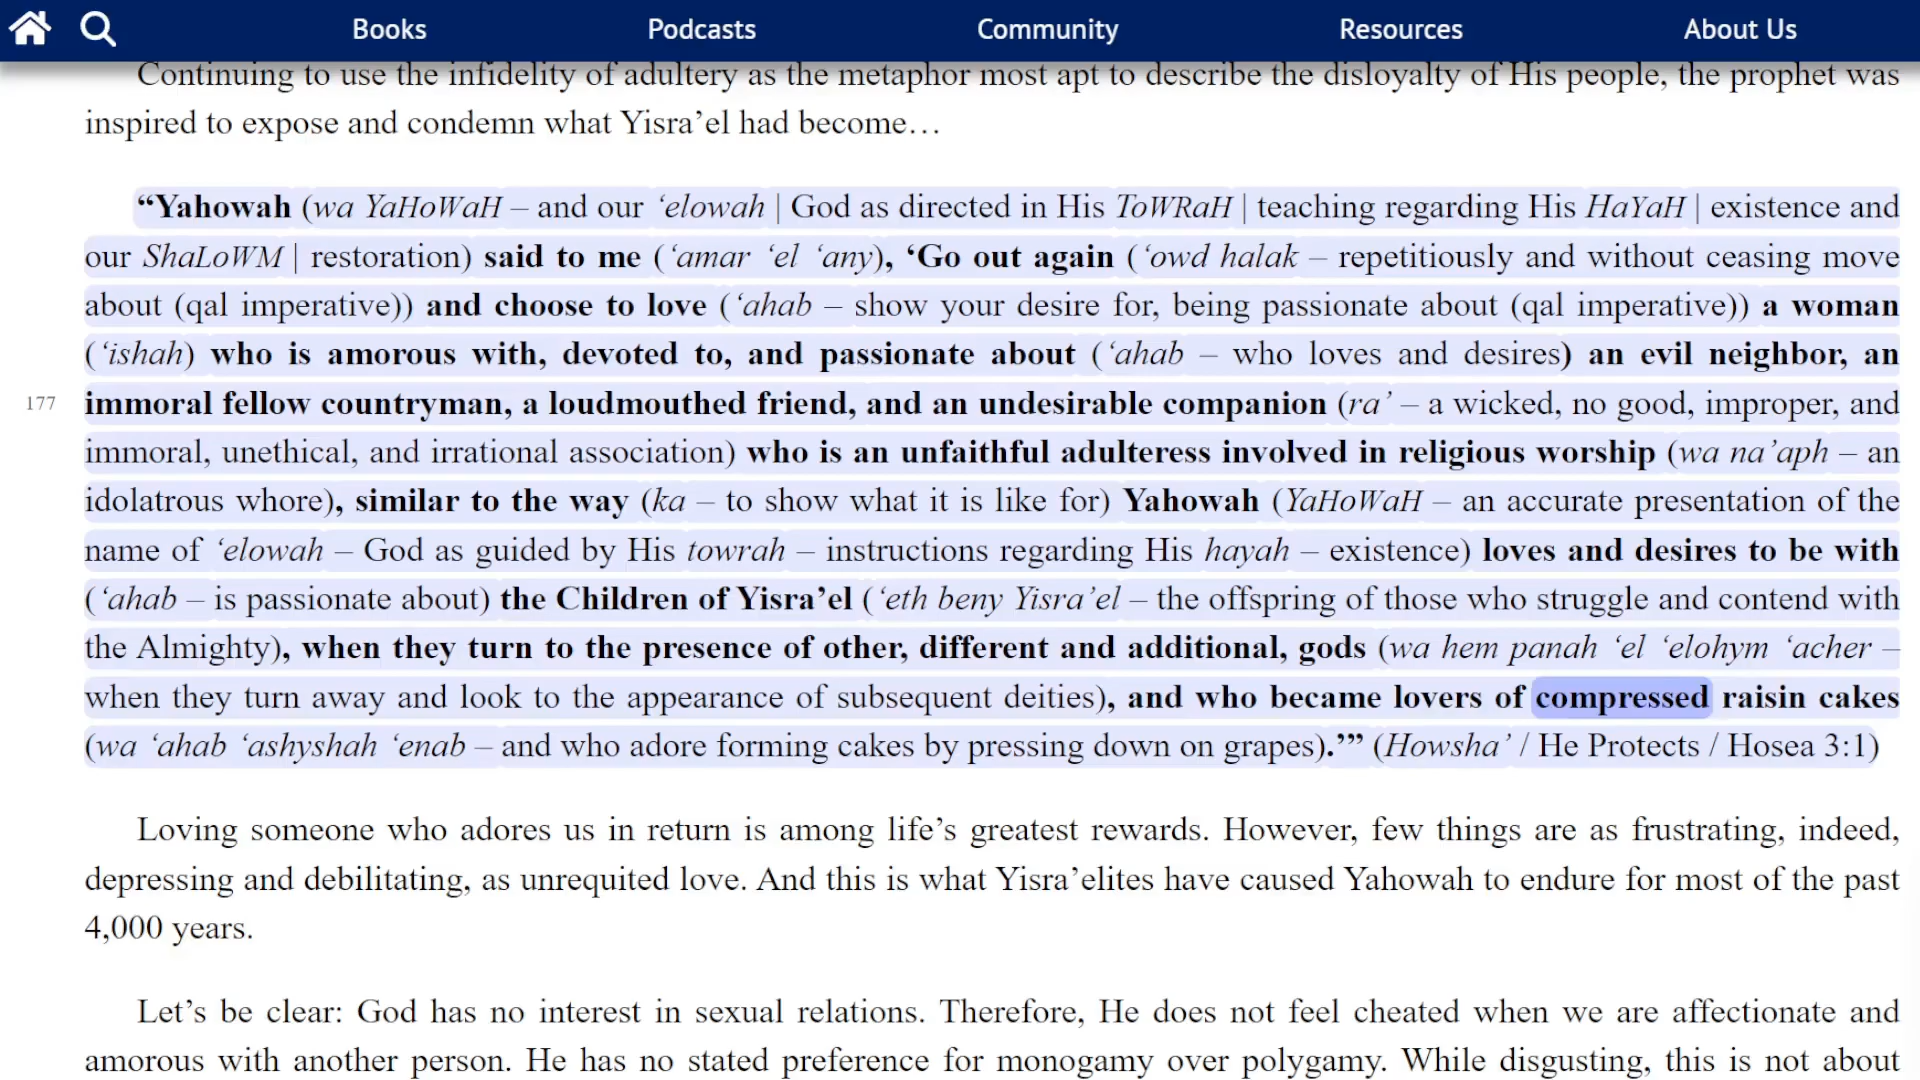 Books Podcasts Community Resources About Us
Continuing to use the infidelity of adultery as the metaphor most apt to describe the disloyalty of His people, the prophet was
inspired to expose and condemn what Yisra’el had become…
“Yahowah (wa YaHoWaH – and our ‘elowah | God as directed in His ToWRaH | teaching regarding His HaYaH | existence and
our ShaLoWM | restoration) said to me (‘amar ‘el ‘any), ‘Go out again (‘owd halak – repetitiously and without ceasing move
about (qal imperative)) and choose to love (‘ahab – show your desire for, being passionate about (qal imperative)) a woman
(‘ishah) who is amorous with, devoted to, and passionate about (‘ahab – who loves and desires) an evil neighbor, an
177 immoral fellow countryman, a loudmouthed friend, and an undesirable companion (ra’ – a wicked, no good, improper, and
immoral, unethical, and irrational association) who is an unfaithful adulteress involved in religious worship (wa na’aph – an
idolatrous whore), similar to the way (ka – to show what it is like for) Yahowah (YaHoWaH – an accurate presentation of the
name of ‘elowah – God as guided by His towrah – instructions regarding His hayah – existence) loves and desires to be with
(‘ahab – is passionate about) the Children of Yisra’el (‘eth beny Yisra’el – the offspring of those who struggle and contend with
the Almighty), when they turn to the presence of other, different and additional, gods (wa hem panah ‘el ‘elohym ‘acher –
when they turn away and look to the appearance of subsequent deities), and who became lovers of compressed raisin cakes
(wa ‘ahab ‘ashyshah ‘enab – and who adore forming cakes by pressing down on grapes).’” (Howsha’ / He Protects / Hosea 3:1)
Loving someone who adores us in return is among life’s greatest rewards. However, few things are as frustrating, indeed,
depressing and debilitating, as unrequited love. And this is what Yisra’elites have caused Yahowah to endure for most of the past
4,000 years.
Let’s be clear: God has no interest in sexual relations. Therefore, He does not feel cheated when we are affectionate and
amorous with another person. He has no stated preference for monogamy over polygamy. While disgusting, this is not about